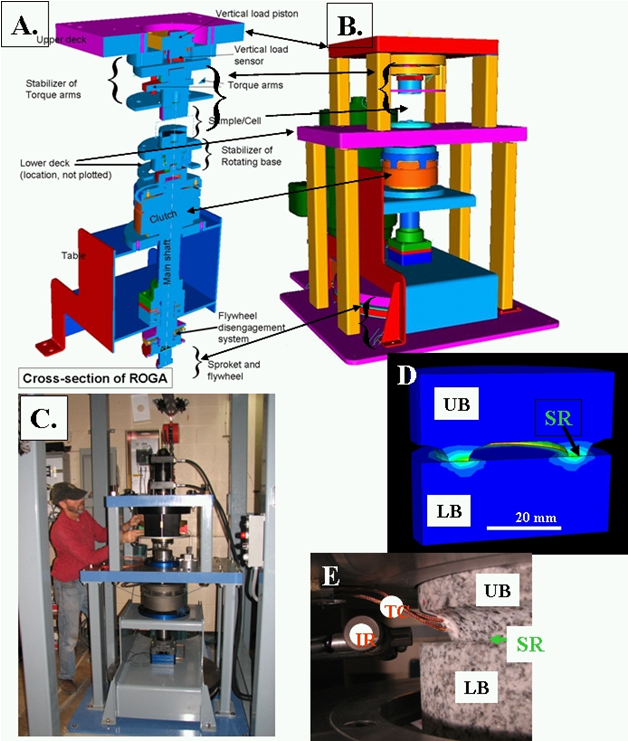 A.
B.
Vertical load piston
Upper deck
Vertical load
sensor
Stabilizer of
Torque arms
Torque arms
Sample/Cell
Stabilizer of
Rotating base
Lower deck
(location, not plotted)
Clutch
Table
Main shaft
Flywheel
disengagement
system
Sproket and
flywheel
Cross-section of ROGA
C.
D
UB
SR
LB
20 mm
E
UB
TC
IR
SR
LB